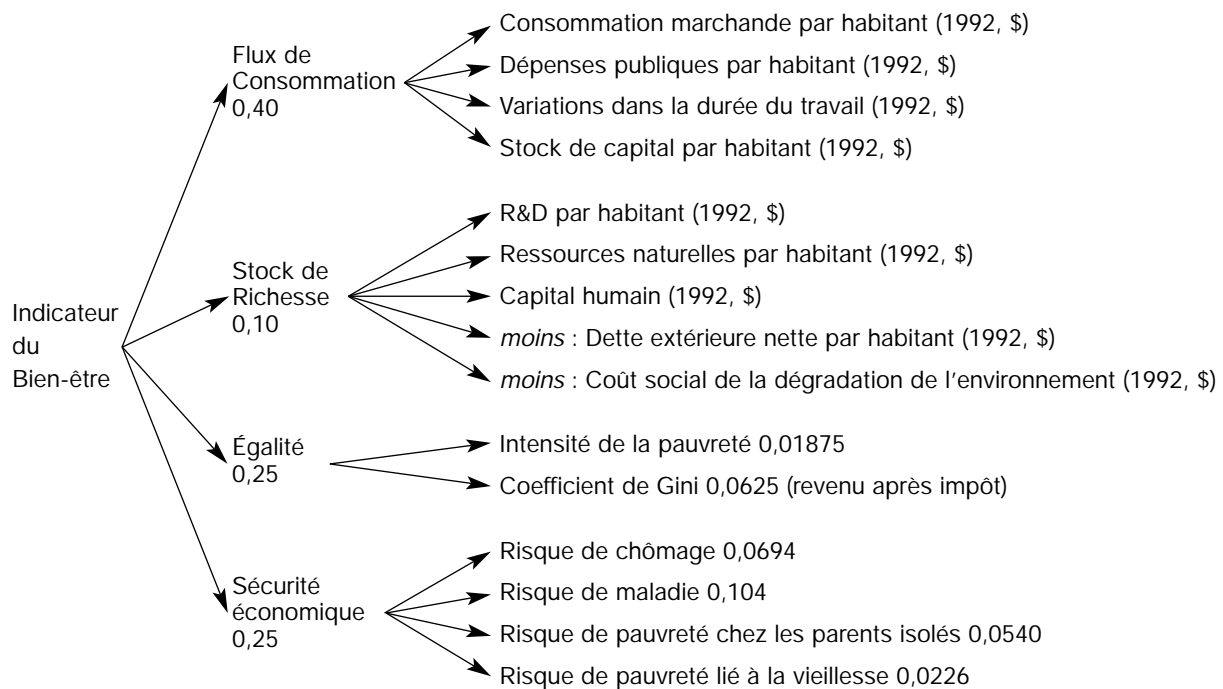 Indicateur
du
Bien-être
Flux de
Consommation
0,40
Consommation marchande par habitant (1992, $)
Dépenses publiques par habitant (1992, $)
Variations dans la durée du travail (1992, $)
Stock de capital par habitant (1992, $)
Stock de
Richesse
0,10
R&D par habitant (1992, $)
Ressources naturelles par habitant (1992, $)
Capital humain (1992, $)
moins : Dette extérieure nette par habitant (1992, $)
moins : Coût social de la dégradation de l'environnement (1992, $)
Égalité
0,25
Intensité de la pauvreté 0,01875
Coefficient de Gini 0,0625 (revenu après impôt)
Sécurité
économique
0,25
Risque de chômage 0,0694
Risque de maladie 0,104
Risque de pauvreté chez les parents isolés 0,0540
Risque de pauvreté lié à la vieillesse 0,0226